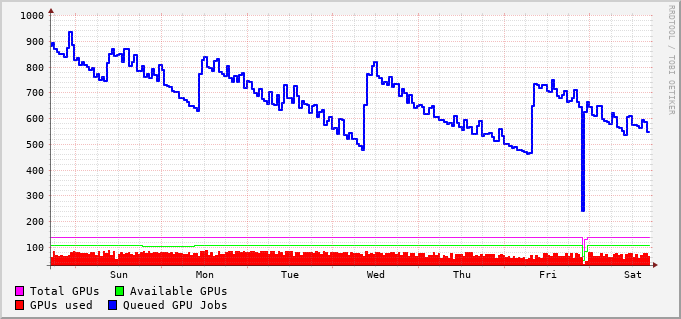 1000
900
800
700
600
500
400
300
200
100
Sun Mon Tue Wed Thu Fri Sat
Total GPUs Available GPUs
GPUs used Queued GPU Jobs
RRDTOOL / TOBI OETIKER